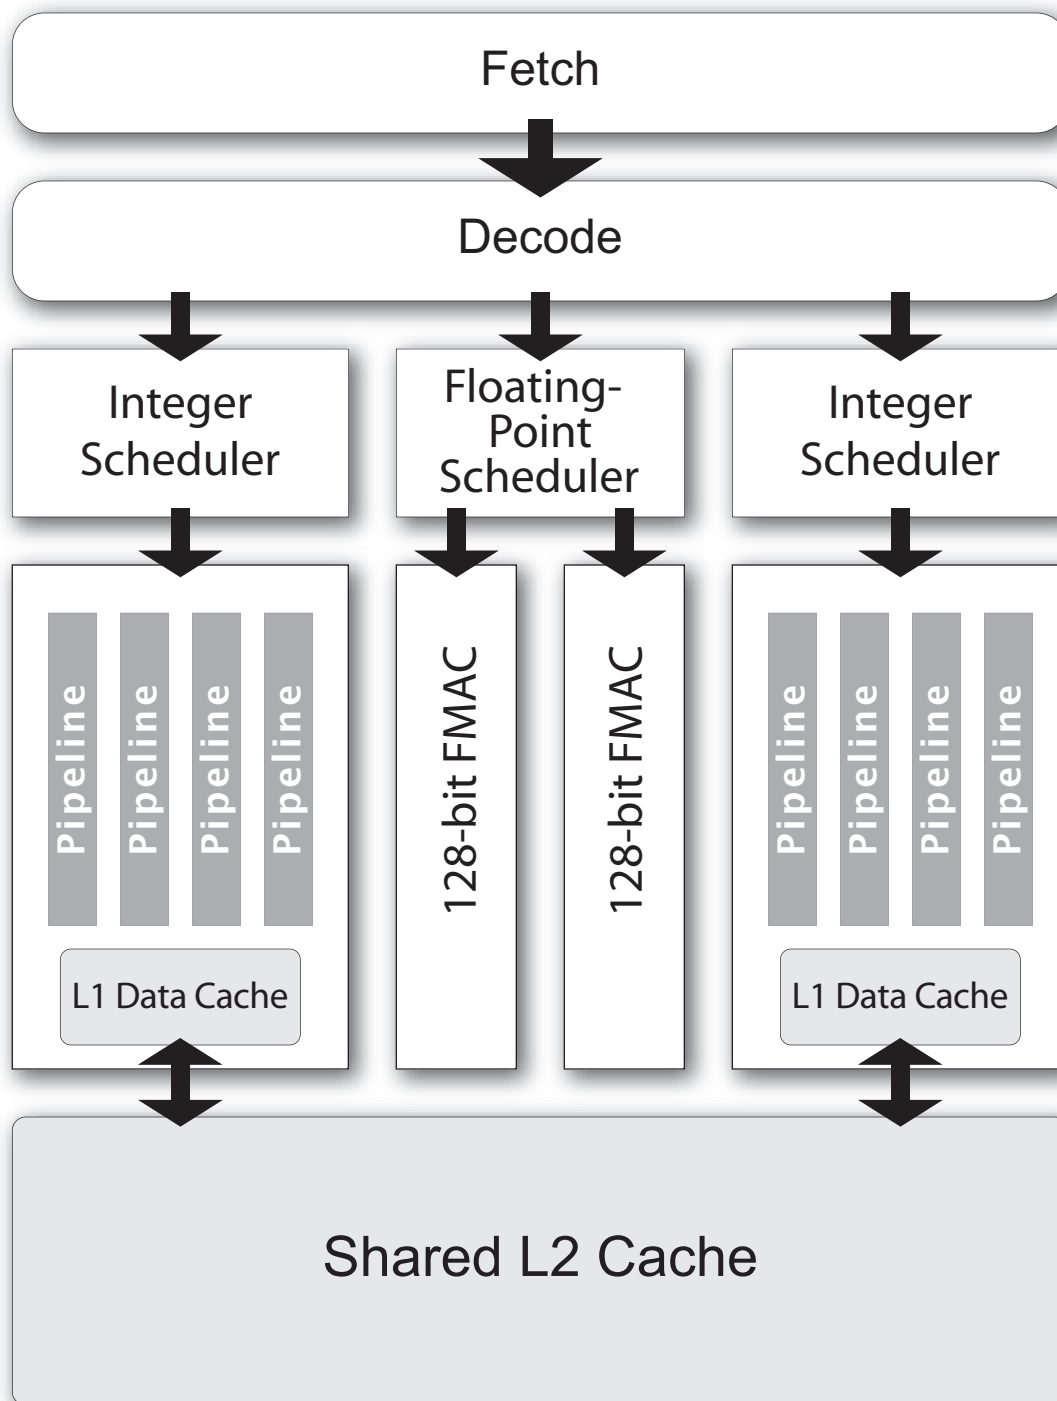 Fetch
Decode
Integer
Scheduler
Floating-
Point
Scheduler
Integer
Scheduler
Pipeline
Pipeline
Pipeline
Pipeline
L1 Data Cache
128-bit FMAC
128-bit FMAC
Pipeline
Pipeline
Pipeline
Pipeline
L1 Data Cache
Shared L2 Cache